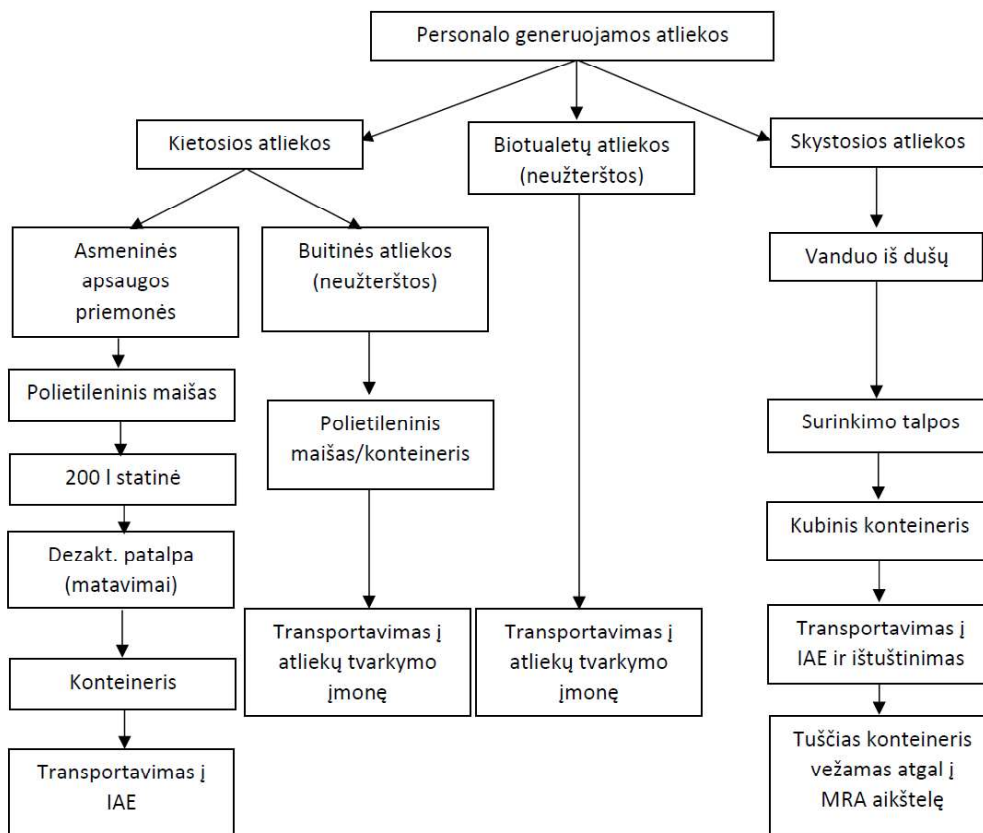 Personalo generuojamos atliekos
Kietosios atliekos
Biotualetų atliekos
(neužterštos)
Skystosios atliekos
Asmeninės
apsaugos
priemonės
Buitinės atliekos
(neužterštos)
Vanduo iš dušų
Polietileninis maišas
Polietileninis
maišas/konteineris
Surinkimo talpos
200 l statinė
Kubinis konteineris
Dezakt. patalpa
(matavimai)
Transportavimas į
atliekų tvarkymo
įmonę
Transportavimas į
atliekų tvarkymo
įmonę
Transportavimas į
IAE ir ištuštinimas
Konteineris
Transportavimas į
IAE
Tuščias konteineris
vežamas atgal į
MRA aikštelę